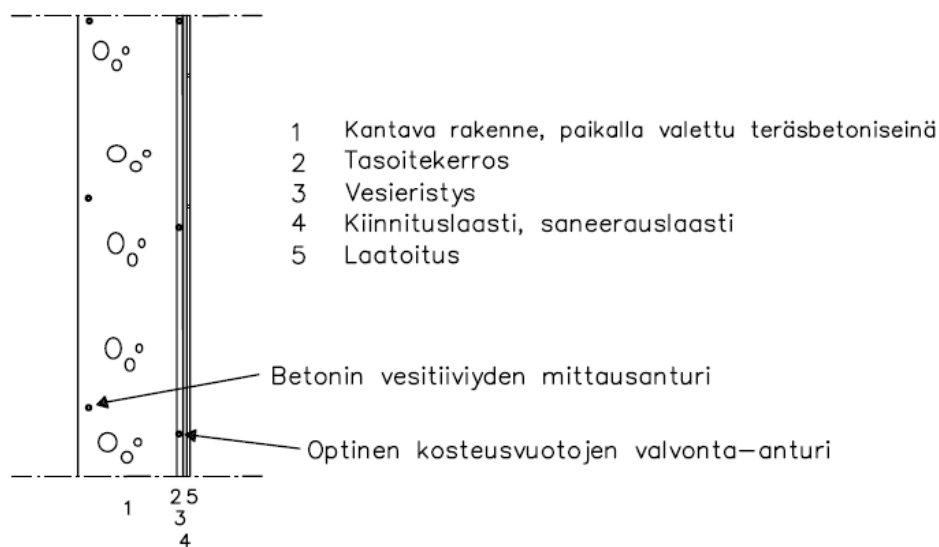 1 Kantava rakenne, paikalla valettu teräsbetoniseinä
2 Tasoitekerros
3 Vesieristys
4 Kiinnituslaasti, saneerauslaasti
5 Laatoitus
Betonin vesitiiviyden mittausanturi
Optinen kosteusvuotojen valvonta-anturi
1 2 5
3
4